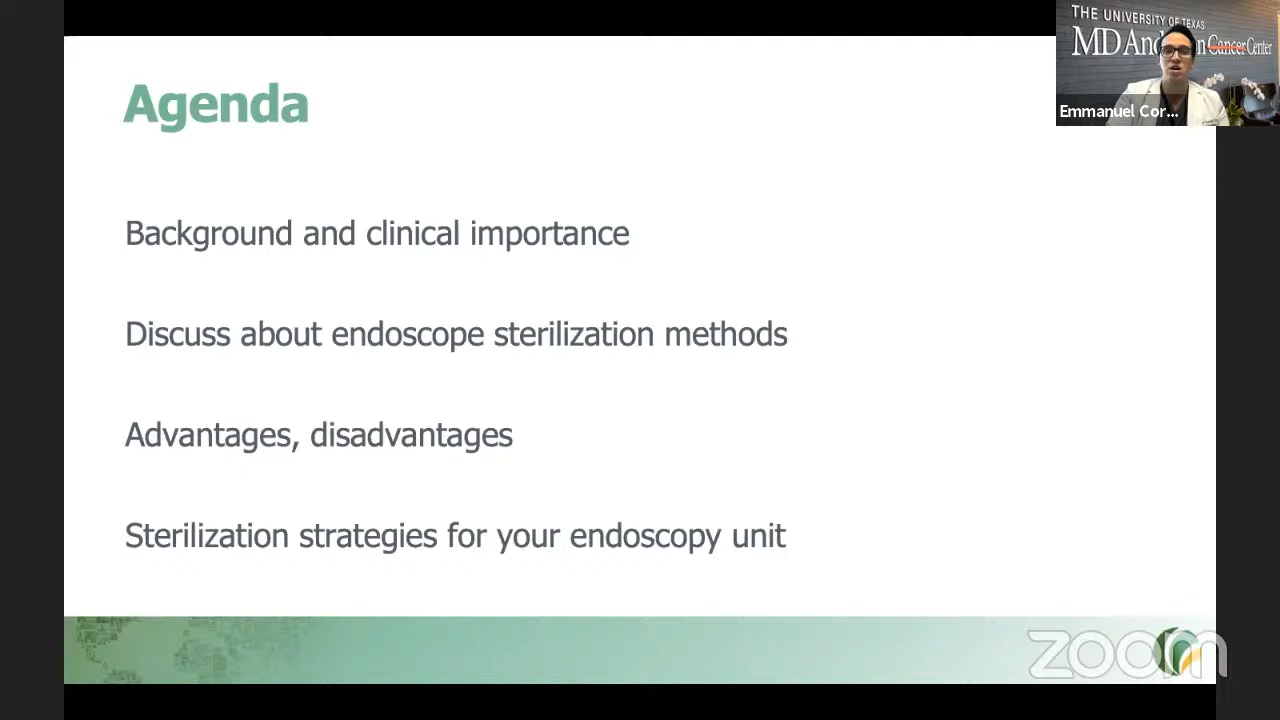 Agenda
THE UNIVERSITY OF TEXAS
MD Anderson Cancer Center
Emmanuel Cor...
Background and clinical importance
Discuss about endoscope sterilization methods
Advantages, disadvantages
Sterilization strategies for your endoscopy unit
zoom